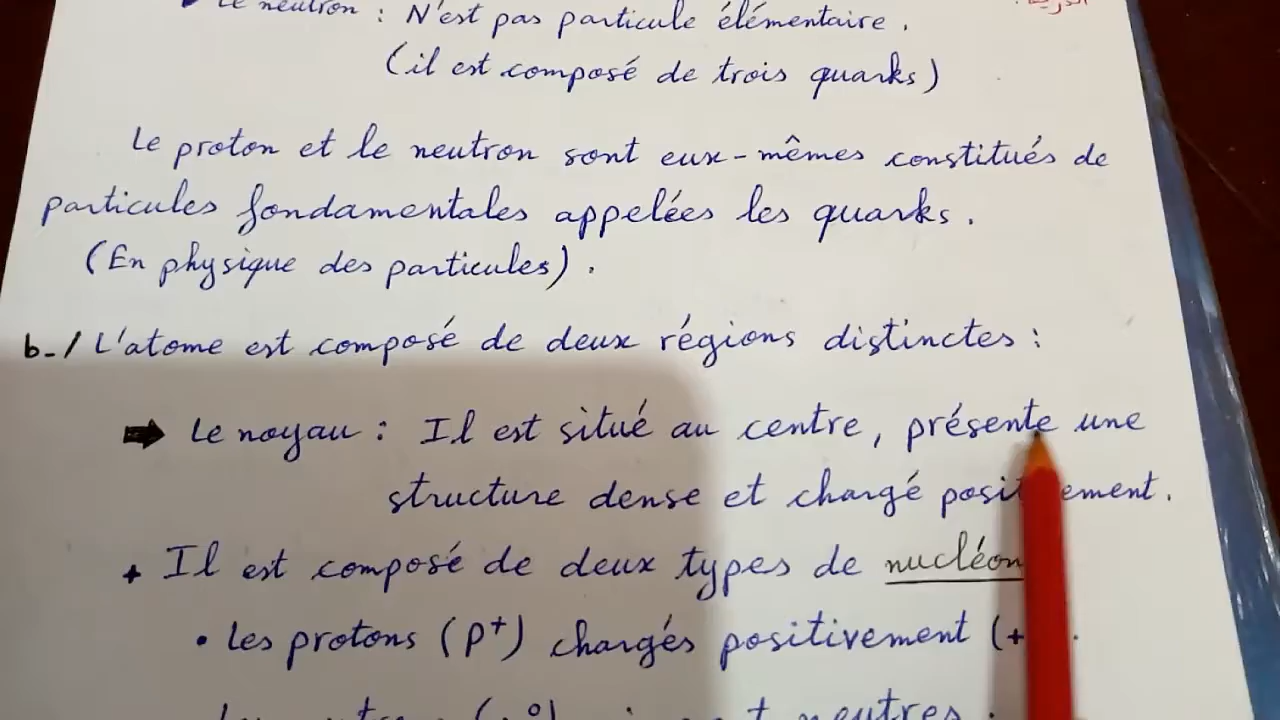 Le neutron : N'est pas particule élémentaire.
(il est composé de trois quarks)
Le proton et le neutron sont eux-mêmes constitués de
particules fondamentales appelées les quarks.
(En physique des particules).
b-/ L'atome est composé de deux régions distinctes :
➡ Le noyau : Il est situé au centre, présente une
structure dense et chargé posi ement.
+ Il est composé de deux types de nucléon
• Les protons (P⁺) chargés positivement (+ .
neutres.